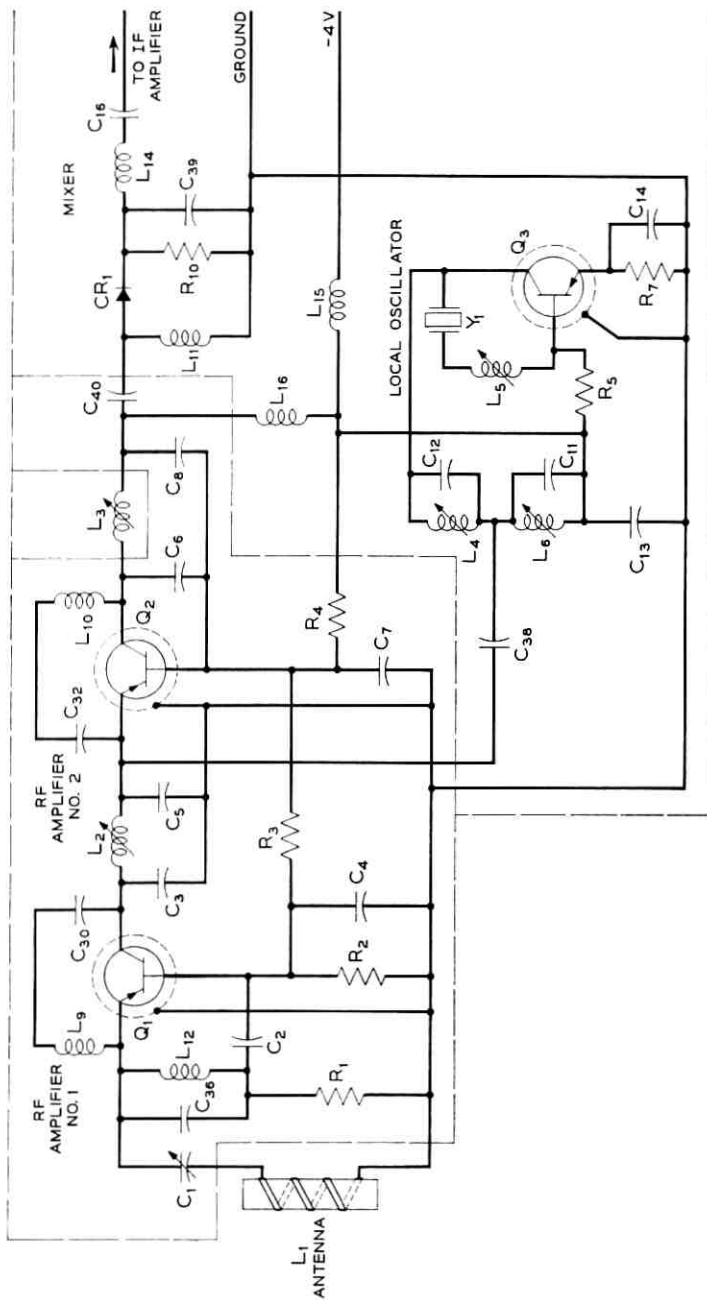 RF
AMPLIFIER
NO. 1
L9
C30
Q1
L12
C36
C2
C1
R1
R2
C4
R3
L1
ANTENNA
RF
AMPLIFIER
NO. 2
L2
C3
C5
C32
L10
Q2
C6
C8
L3
R4
C7
C38
L16
L15
C40
L11
CR1
R10
C39
MIXER
L14
C16
TO IF
AMPLIFIER
GROUND
-4V
LOCAL OSCILLATOR
L4
C12
L6
C11
C13
L5
Y1
R5
Q3
R7
C14